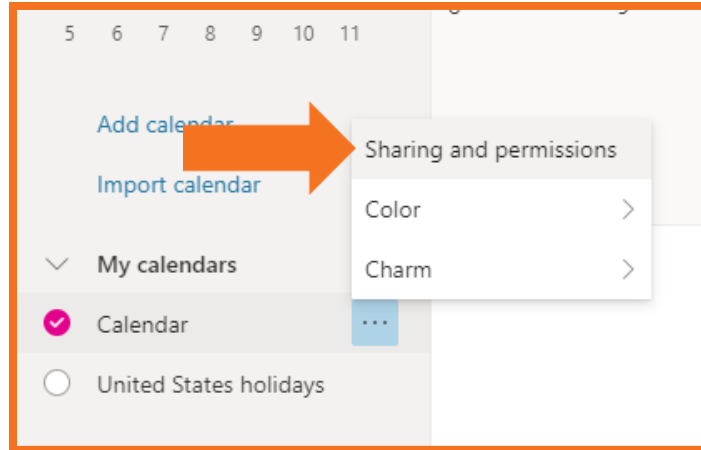 5 6 7 8 9 10 11
Add calendar
Sharing and permissions
Import calendar
Color
My calendars
Charm
Calendar
United States holidays